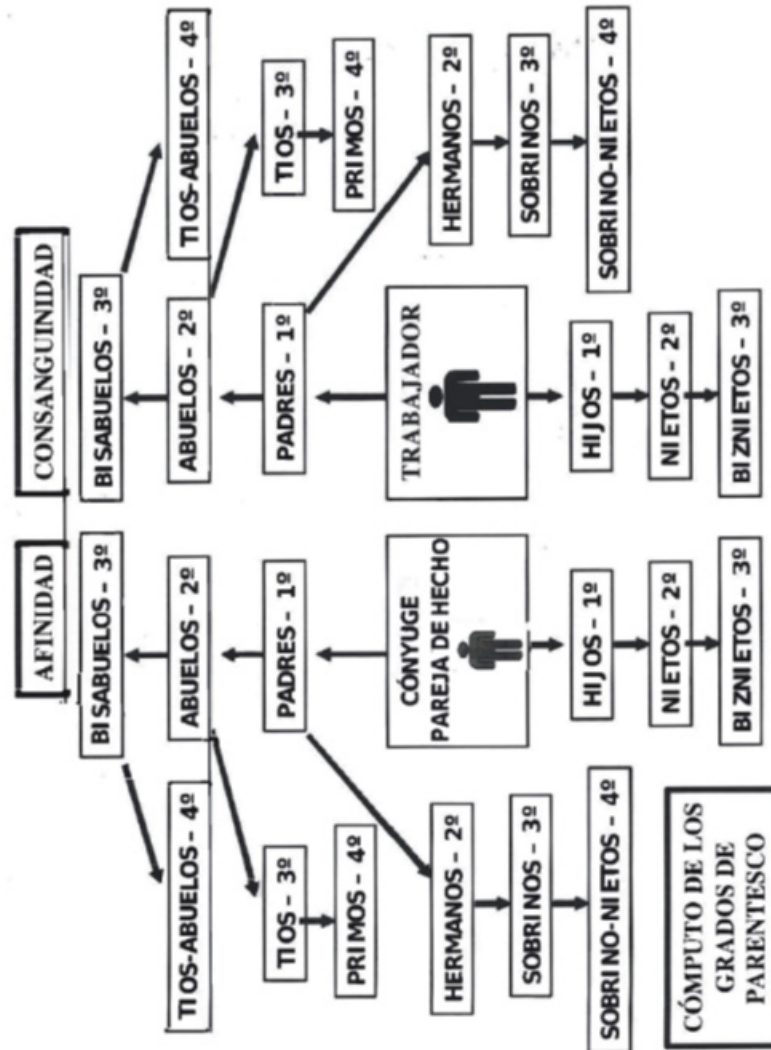 AFINIDAD
CONSANGUINIDAD
BISABUELOS - 3º
BISABUELOS - 3º
TIOS-ABUELOS - 4º
ABUELOS - 2º
ABUELOS - 2º
TIOS-ABUELOS - 4º
TIOS - 3º
PADRES - 1º
PADRES - 1º
TIOS - 3º
PRIMOS - 4º
PRIMOS - 4º
CÓNYUGE
PAREJA DE HECHO
TRABAJADOR
HERMANOS - 2º
HERMANOS - 2º
SOBRINOS - 3º
HIJOS - 1º
HIJOS - 1º
SOBRINOS - 3º
SOBRINO-NIETOS - 4º
NIETOS - 2º
NIETOS - 2º
SOBRINO-NIETOS - 4º
BIZNIETOS - 3º
BIZNIETOS - 3º
CÓMPUTO DE LOS
GRADOS DE
PARENTESCO